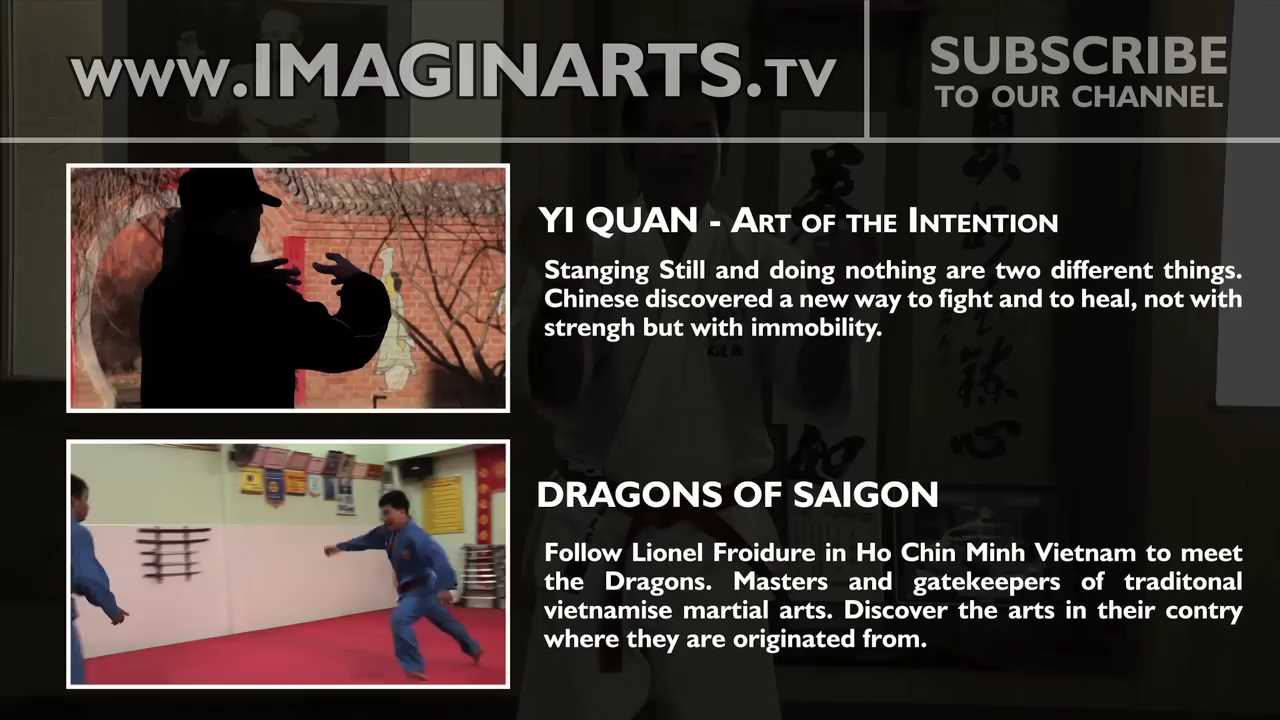 www.IMAGINARTS.TV
SUBSCRIBE
TO OUR CHANNEL
YI QUAN - ART OF THE INTENTION
Stanging Still and doing nothing are two different things.
Chinese discovered a new way to fight and to heal, not with
strengh but with immobility.
DRAGONS OF SAIGON
Follow Lionel Froidure in Ho Chin Minh Vietnam to meet
the Dragons. Masters and gatekeepers of traditonal
vietnamise martial arts. Discover the arts in their contry
where they are originated from.